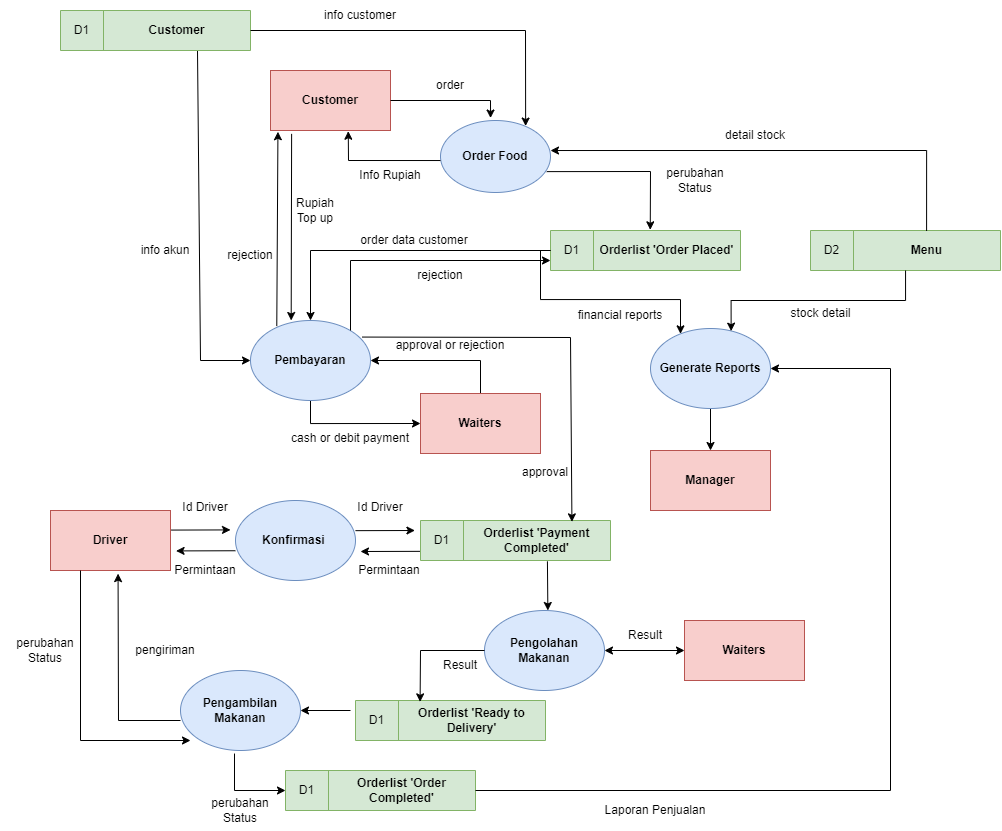 info customer
D1
Customer
Customer
order
Order Food
detail stock
Info Rupiah
perubahan
Status
Rupiah
Top up
info akun
rejection
order data customer
D1
Orderlist 'Order Placed'
D2
Menu
rejection
financial reports
stock detail
Pembayaran
approval or rejection
Generate Reports
Waiters
cash or debit payment
approval
Manager
Id Driver
Id Driver
Driver
Konfirmasi
D1
Orderlist 'Payment
Completed'
Permintaan
Permintaan
perubahan
Status
pengiriman
Pengolahan
Makanan
Result
Waiters
Result
Pengambilan
Makanan
D1
Orderlist 'Ready to
Delivery'
D1
Orderlist 'Order
Completed'
perubahan
Status
Laporan Penjualan